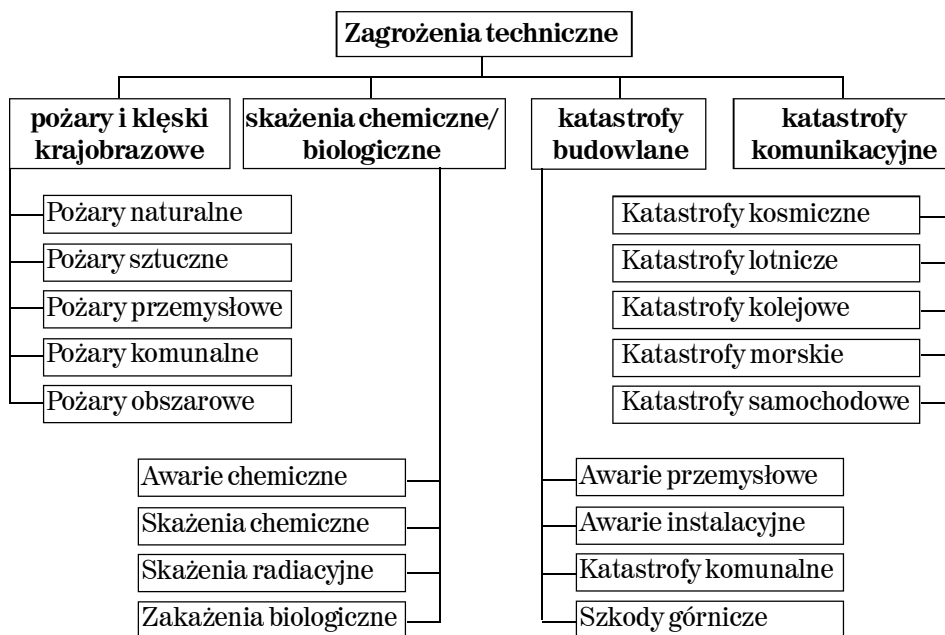 Zagrożenia techniczne
pożary i klęski
krajobrazowe
skażenia chemiczne/
biologiczne
katastrofy
budowlane
katastrofy
komunikacyjne
Pożary naturalne
Pożary sztuczne
Pożary przemysłowe
Pożary komunalne
Pożary obszarowe
Katastrofy kosmiczne
Katastrofy lotnicze
Katastrofy kolejowe
Katastrofy morskie
Katastrofy samochodowe
Awarie chemiczne
Skażenia chemiczne
Skażenia radiacyjne
Zakażenia biologiczne
Awarie przemysłowe
Awarie instalacyjne
Katastrofy komunalne
Szkody górnicze